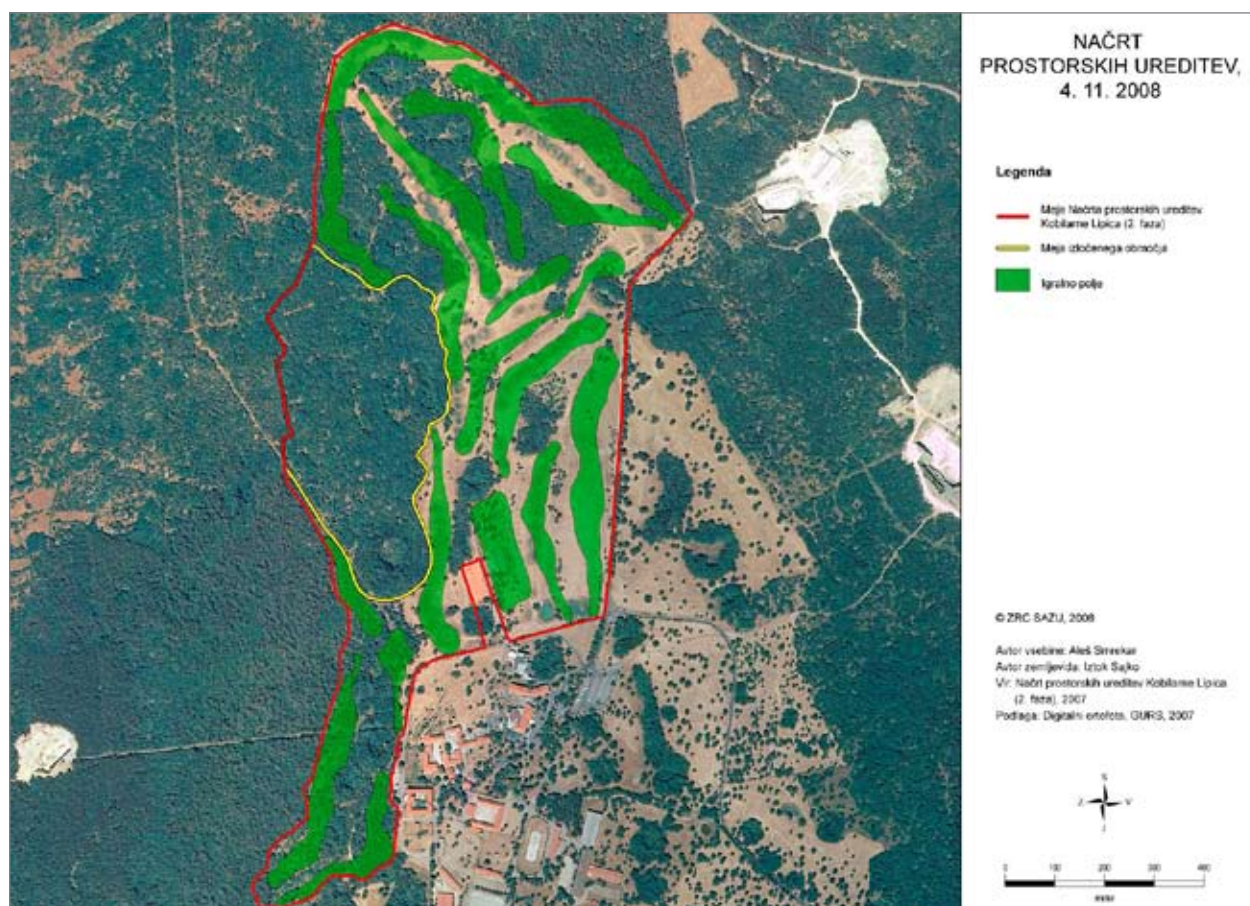 NAČRT
PROSTORSKIH UREDITEV,
4. 11. 2008
Legenda
Meja Načrta prostorskih ureditev
Kobilarne Lipica (2. faza)
Meja izločenega območja
Igralno polje
© ZRC SAZU, 2008
Avtor vsebine: Aleš Smrekar
Avtor zemljevida: Iztok Sajko
Vir: Načrt prostorskih ureditev Kobilarne Lipica
(2. faza), 2007
Podlaga: Digitalni ortofoto, GURS, 2007
S
Z V
J
0 100 200 300 400
metri